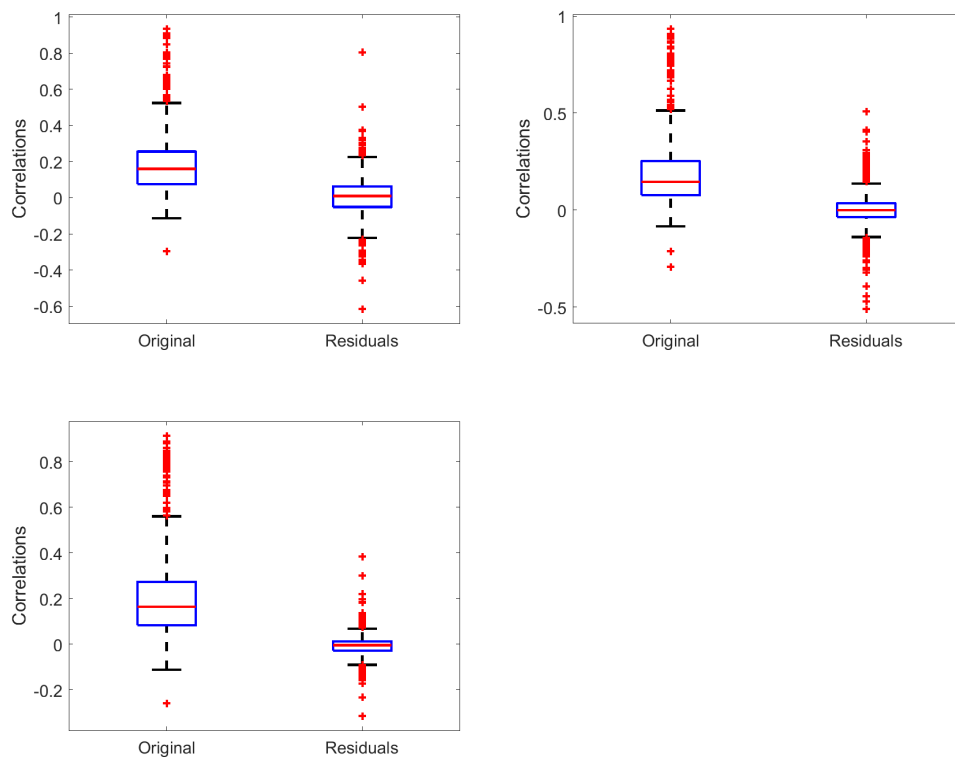 1
0.8
0.6
0.4
0.2
0
-0.2
-0.4
-0.6
Correlations
Original
Residuals
1
0.5
0
-0.5
Correlations
Original
Residuals
0.8
0.6
0.4
0.2
0
-0.2
Correlations
Original
Residuals